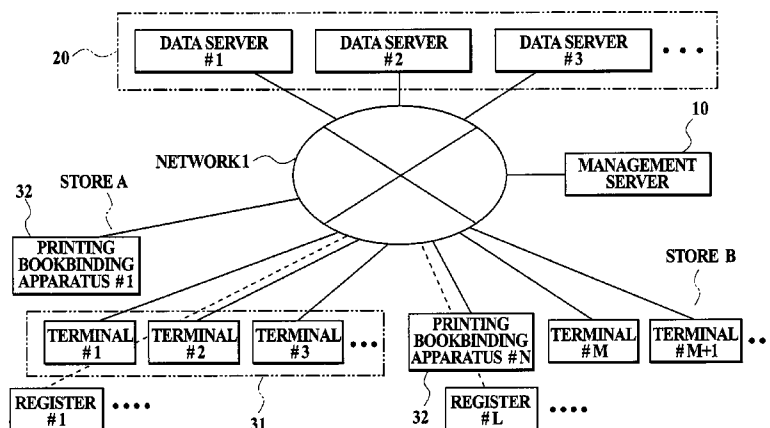 DATA SERVER
#1
DATA SERVER
#2
DATA SERVER
#3
20
NETWORK1
10
MANAGEMENT
SERVER
STORE A
32
PRINTING
BOOKBINDING
APPARATUS #1
STORE B
TERMINAL
#1
TERMINAL
#2
TERMINAL
#3
PRINTING
BOOKBINDING
APPARATUS #N
TERMINAL
#M
TERMINAL
#M+1
REGISTER
#1
31
32
REGISTER
#L